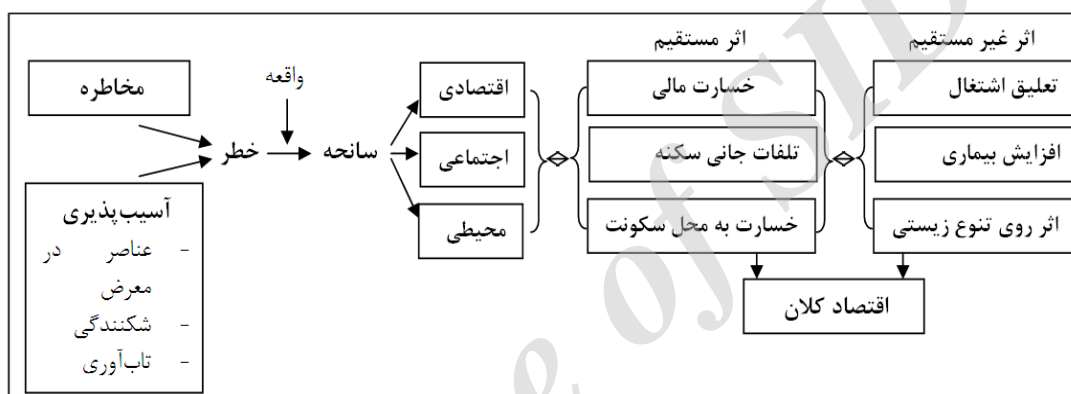 اثر غیر مستقیم
اثر مستقیم
مخاطره
واقعه
اقتصادی
خسارت مالی
تعلیق اشتغال
خطر
سانحه
اجتماعی
تلفات جانی سکنه
افزایش بیماری
آسیب‌پذیری
- عناصر در
معرض
- شکنندگی
- تاب‌آوری
محیطی
خسارت به محل سکونت
اثر روی تنوع زیستی
اقتصاد کلان
e of SID